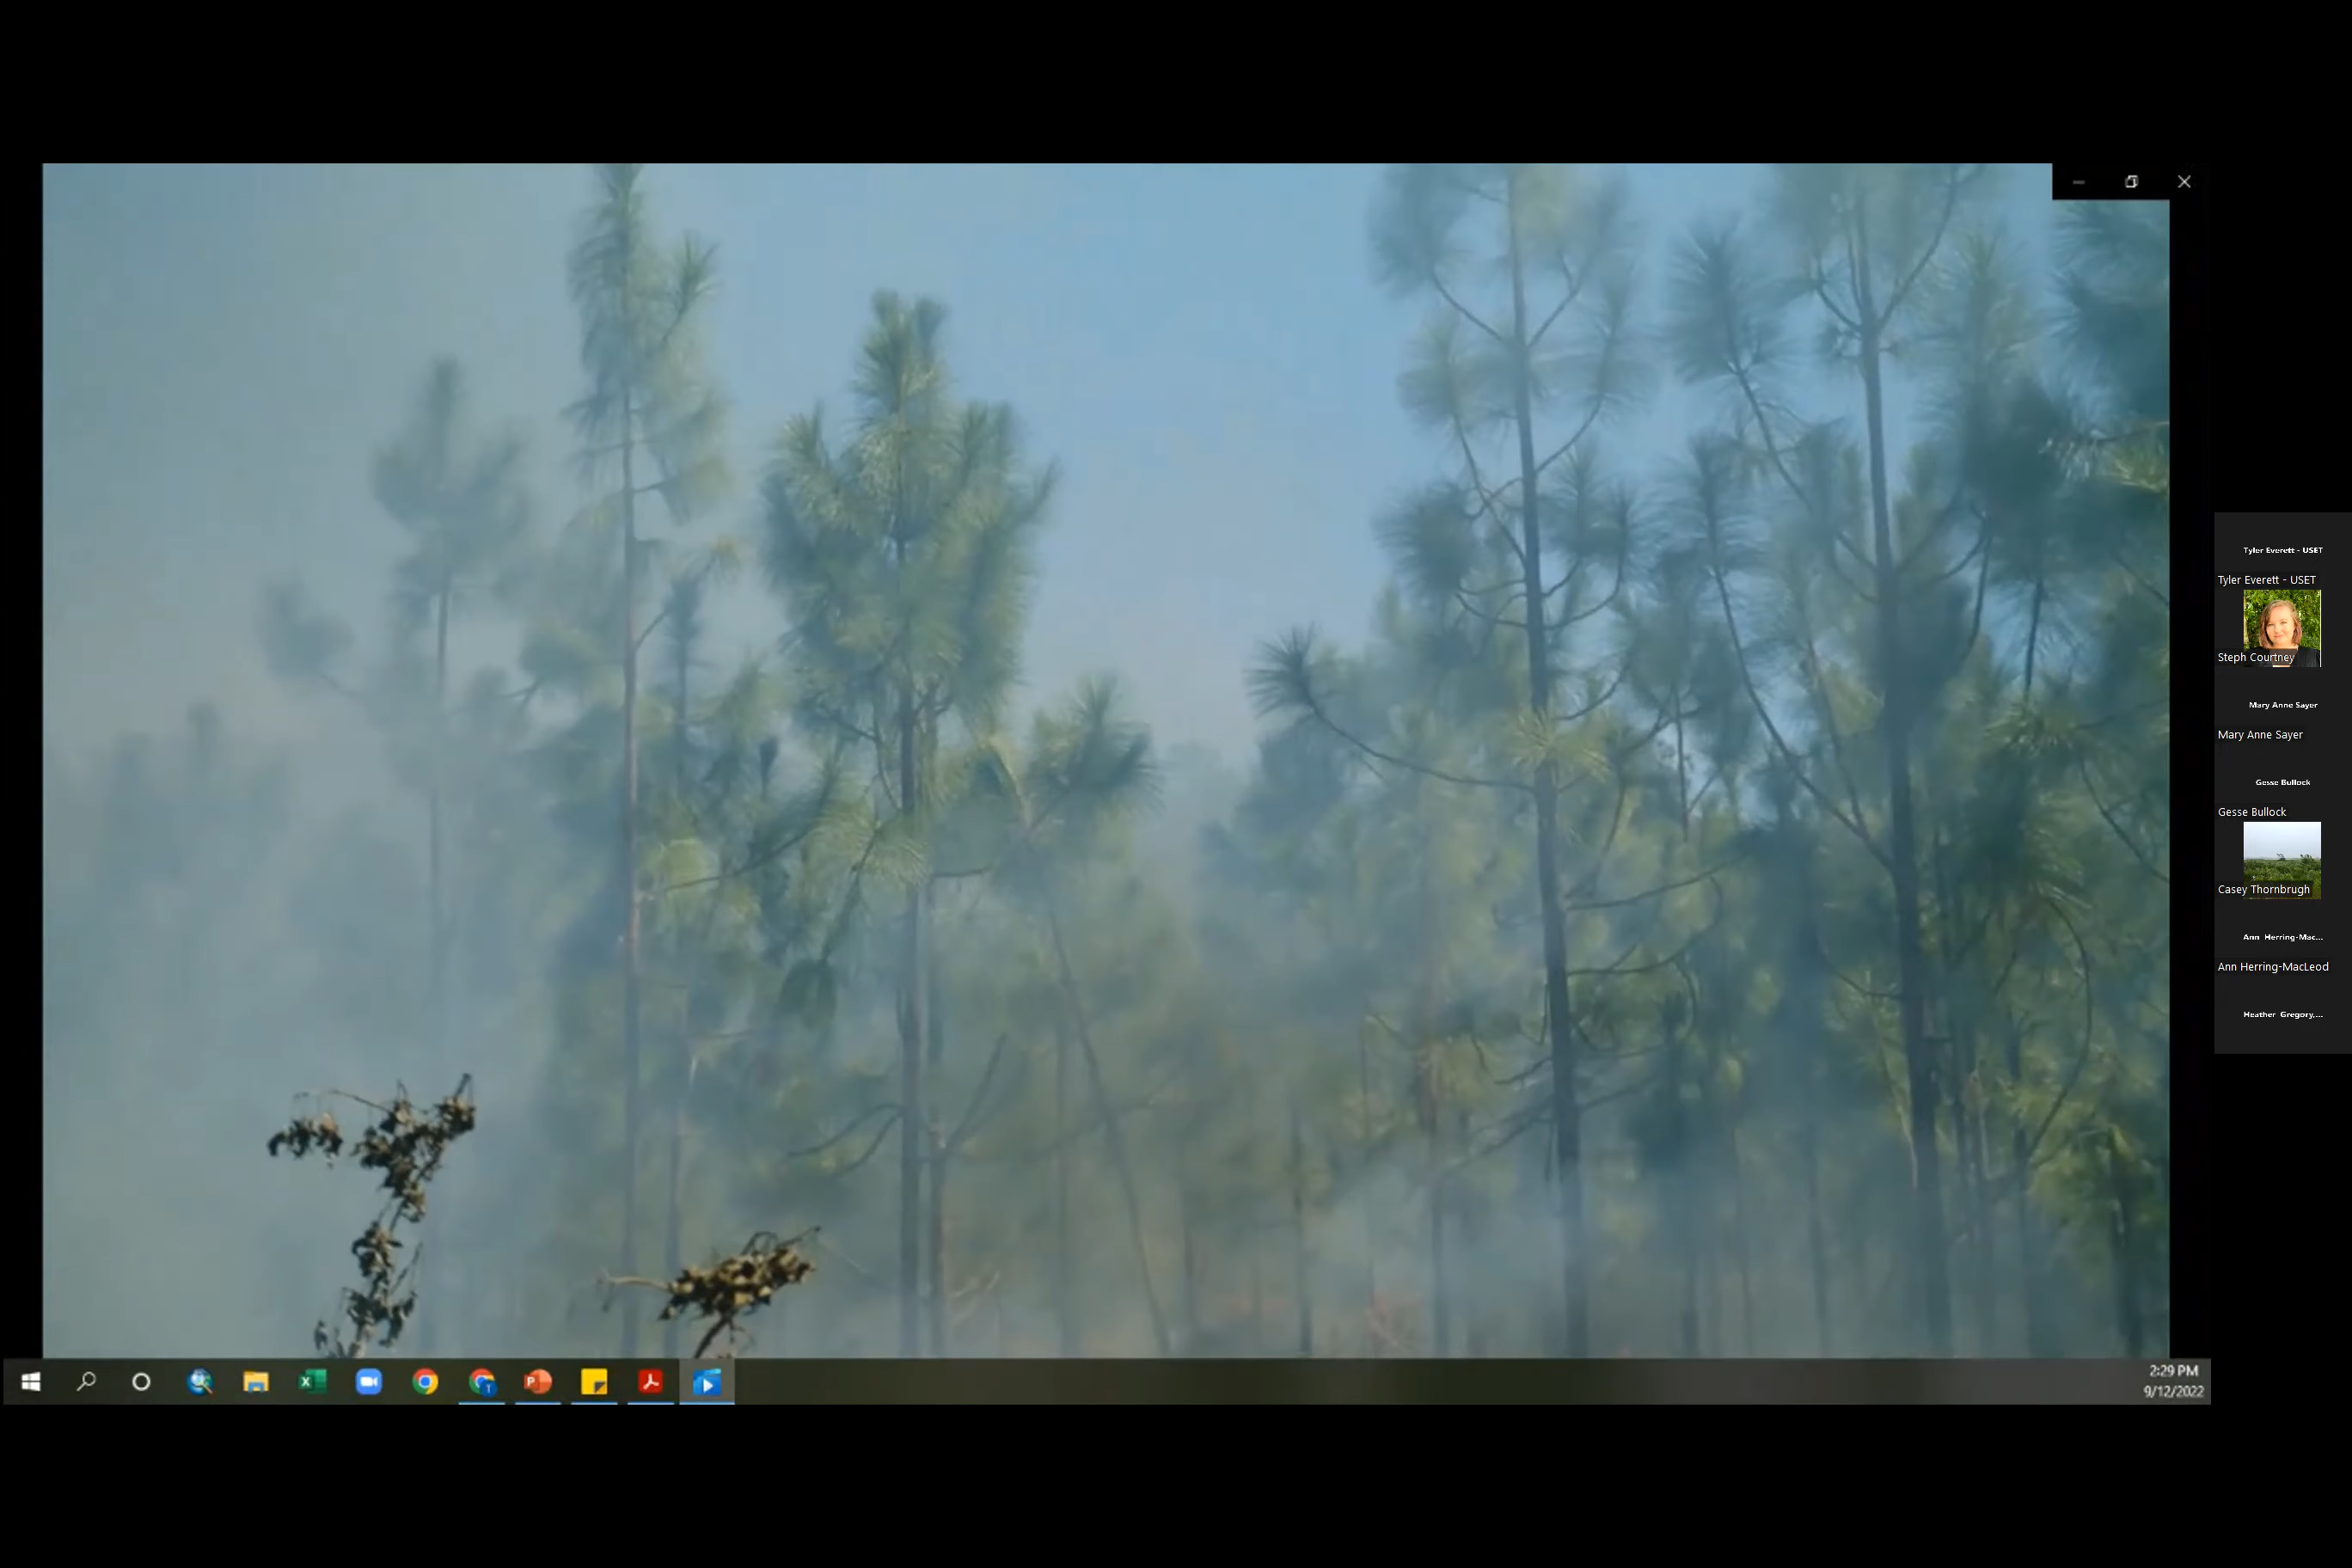 Tyler Everett - USET
Tyler Everett - USET
Steph Courtney
Mary Anne Sayer
Mary Anne Sayer
Gesse Bullock
Gesse Bullock
Casey Thornbrugh
Ann Herring-Mac...
Ann Herring-MacLeod
Heather Gregory,...
2:29 PM
9/12/2022